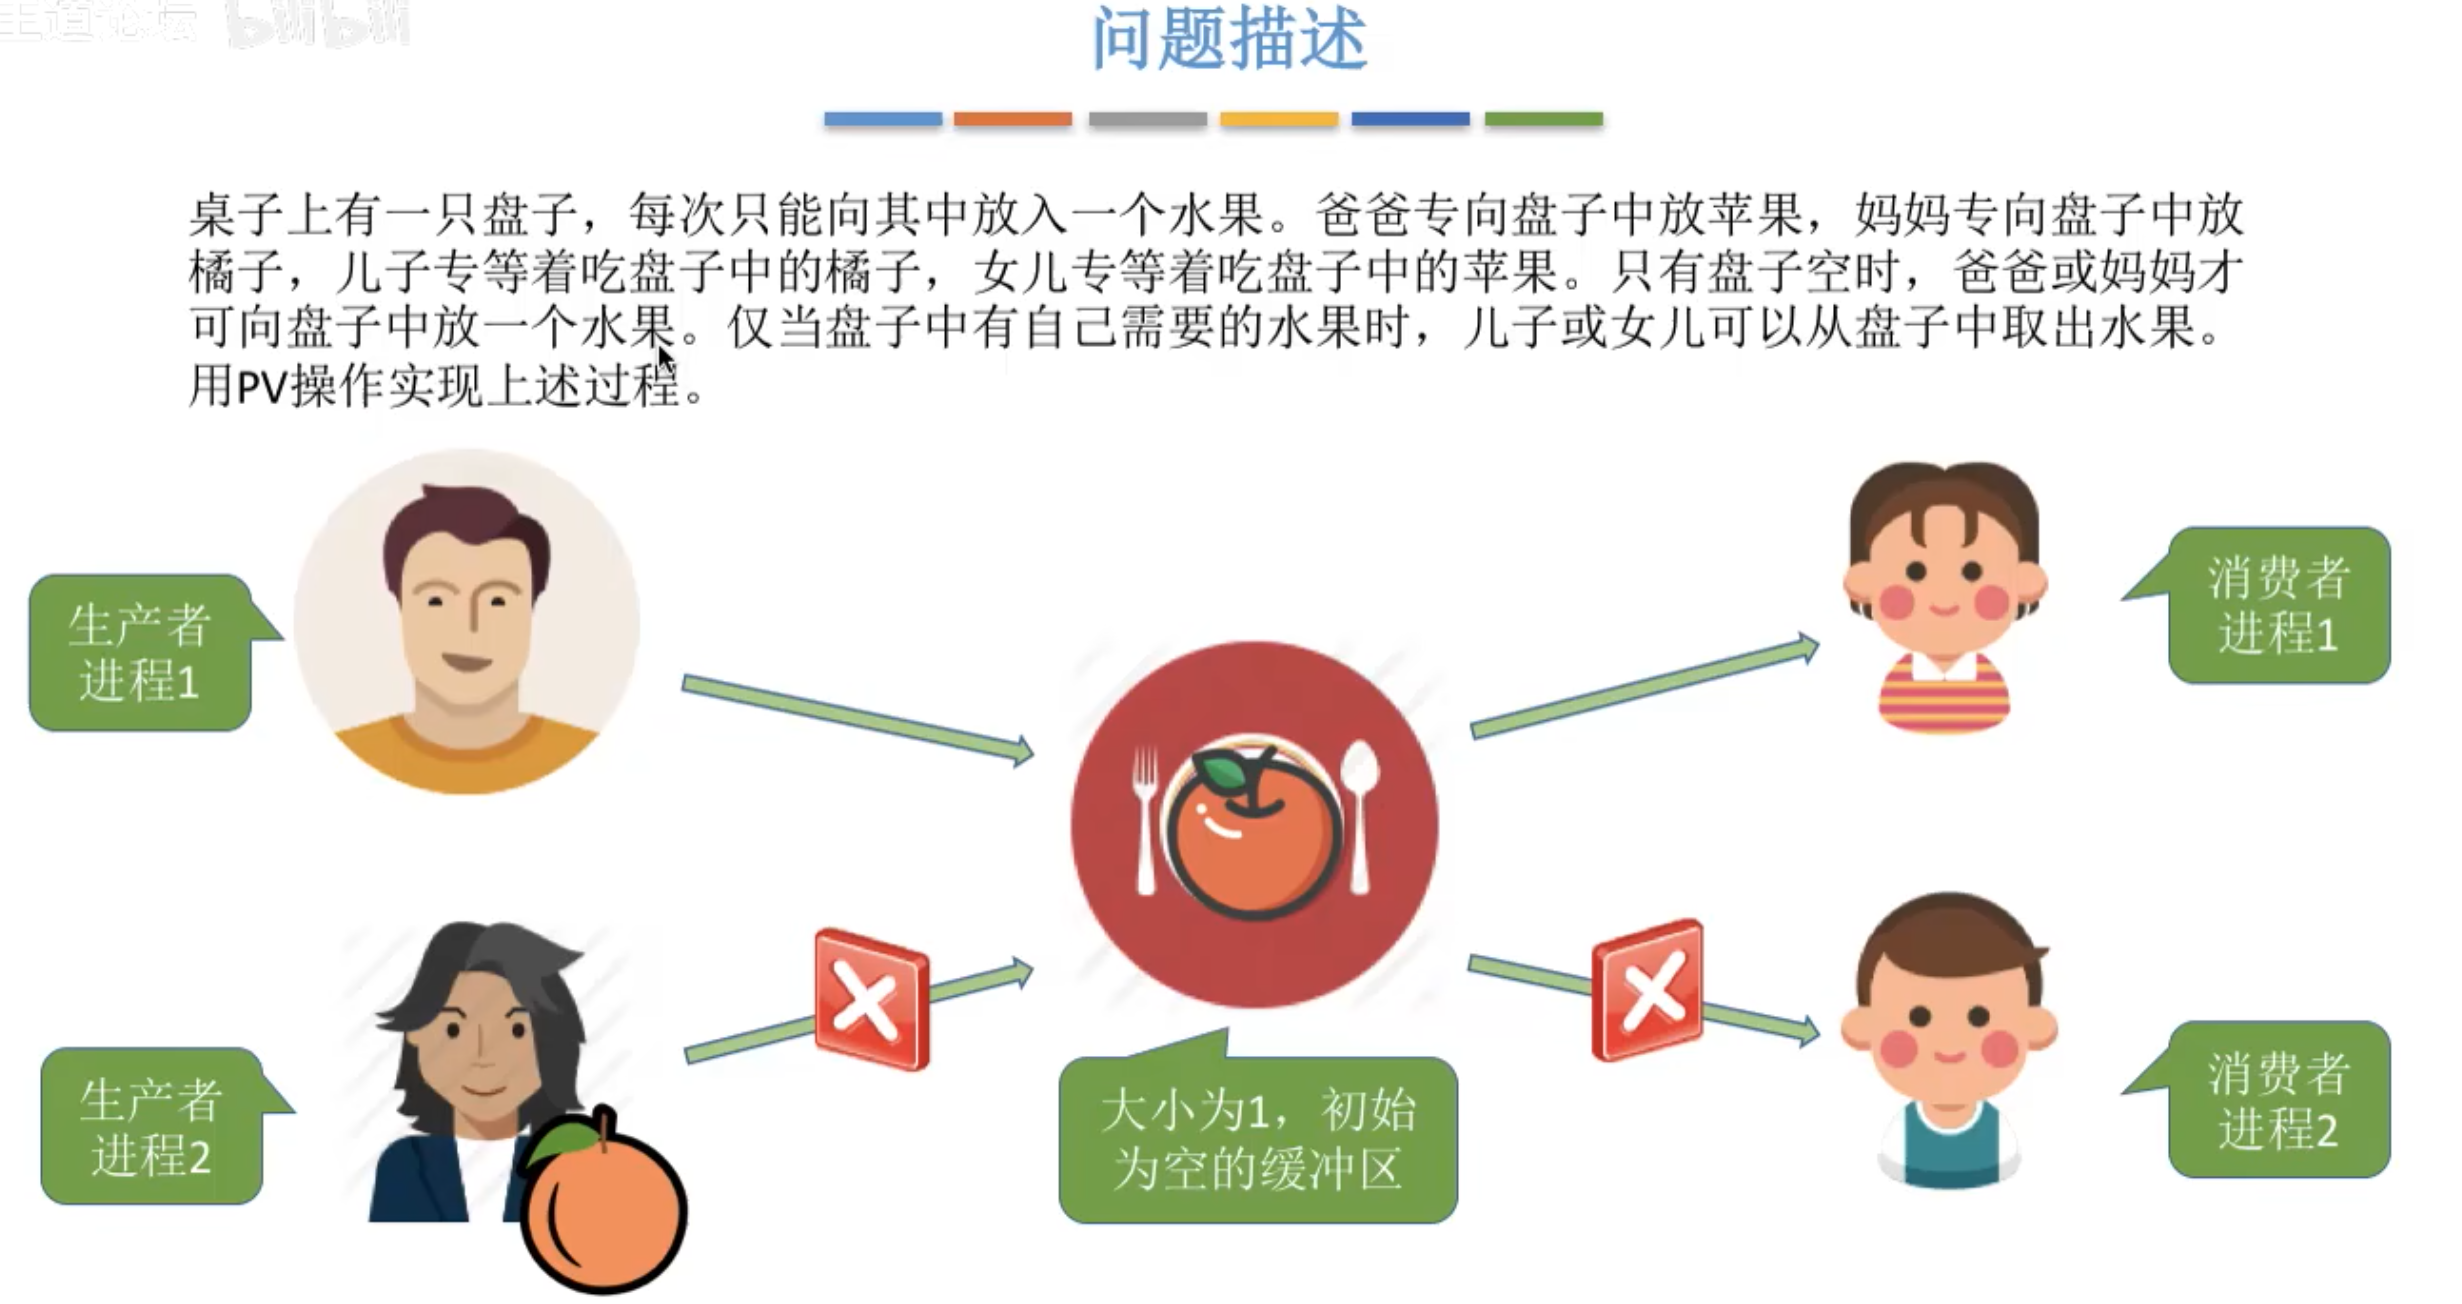 王道论坛 bilibili
问题描述
桌子上有一只盘子，每次只能向其中放入一个水果。爸爸专向盘子中放苹果，妈妈专向盘子中放
橘子，儿子专等着吃盘子中的橘子，女儿专等着吃盘子中的苹果。只有盘子空时，爸爸或妈妈才
可向盘子中放一个水果。仅当盘子中有自己需要的水果时，儿子或女儿可以从盘子中取出水果。
用PV操作实现上述过程。
生产者
进程1
消费者
进程1
生产者
进程2
大小为1，初始
为空的缓冲区
消费者
进程2